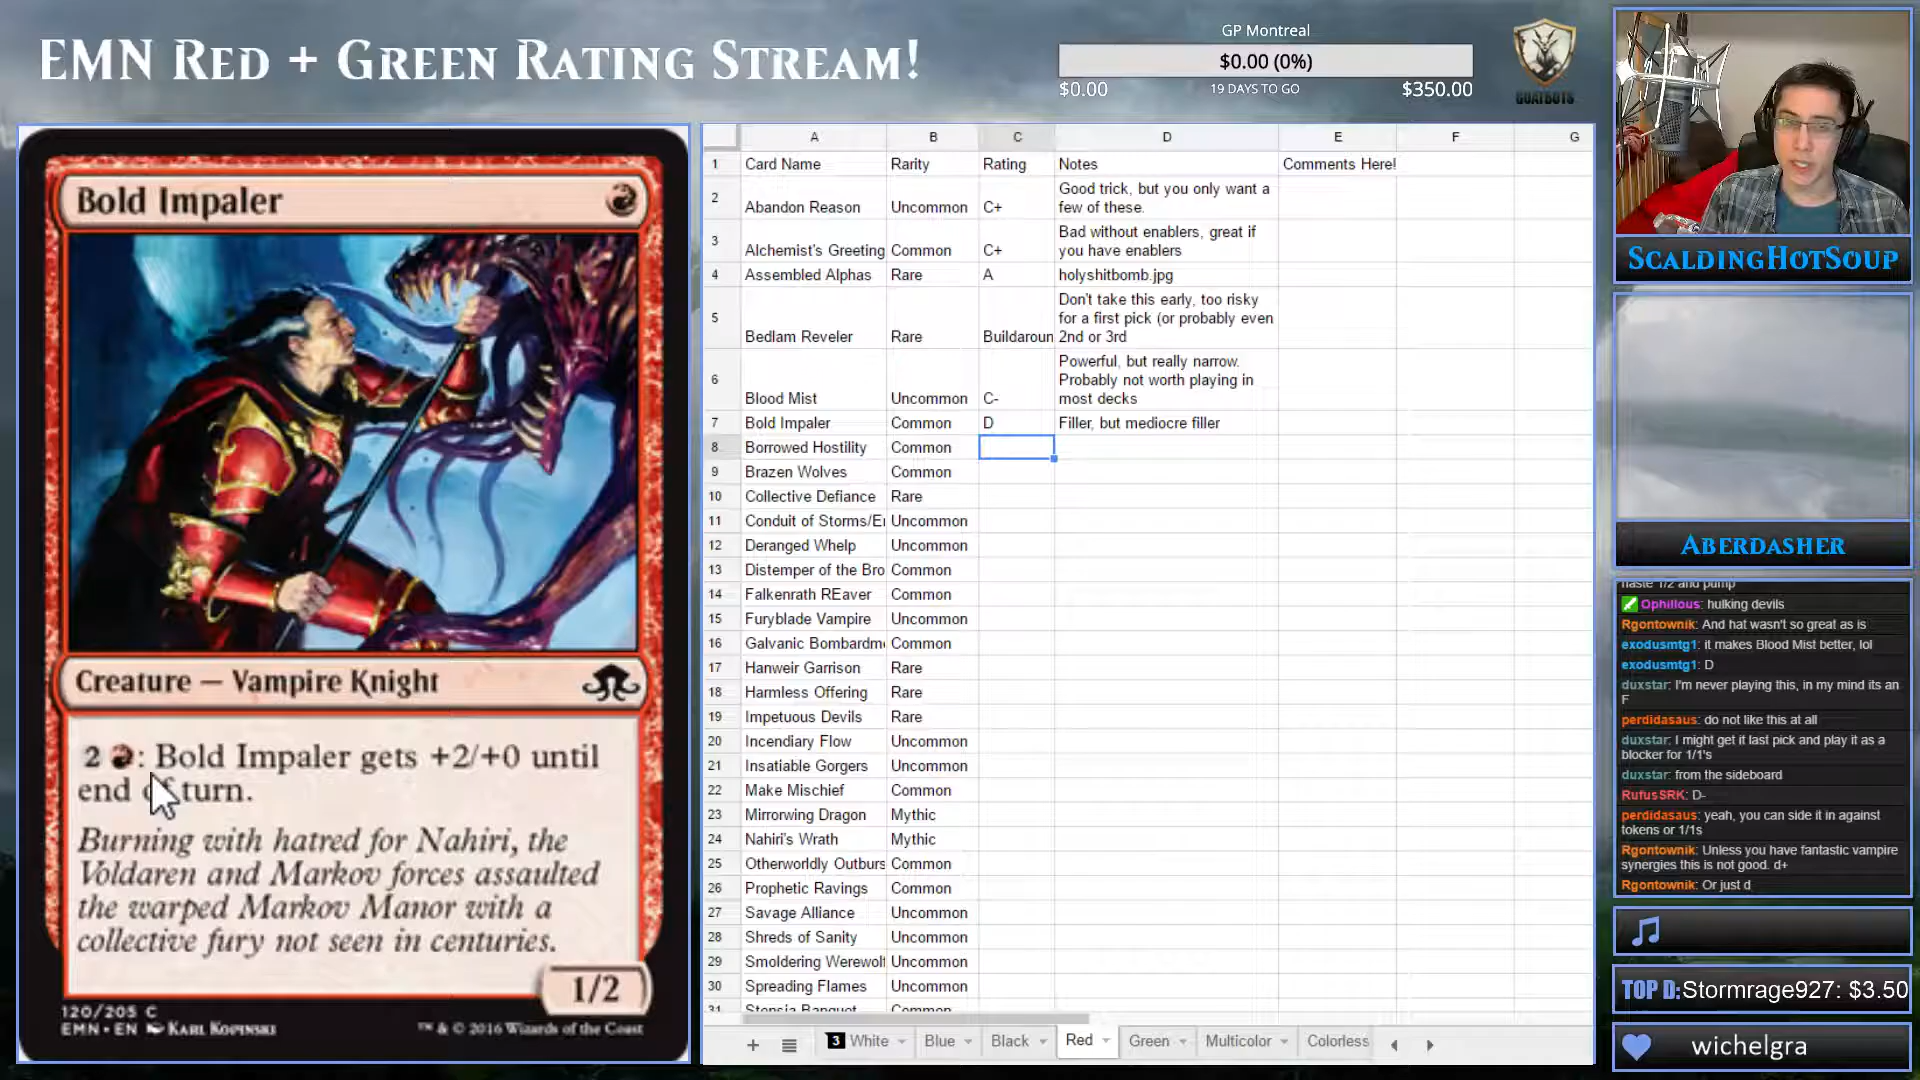 EMN Red + Green Rating Stream!
GP Montreal
$0.00 (0%)
$0.00
19 DAYS TO GO
$350.00
GOATBOTS
Bold Impaler
Creature — Vampire Knight
2 : Bold Impaler gets +2/+0 until
end of turn.
Burning with hatred for Nahiri, the
Voldaren and Markov forces assaulted
the warped Markov Manor with a
collective fury not seen in centuries.
1/2
120/205 C
EMN • EN Karl Kopinski
™ & © 2016 Wizards of the Coast
A B C D E F G
1 Card Name Rarity Rating Notes Comments Here!
2 Abandon Reason Uncommon C+ Good trick, but you only want a
few of these.
3 Alchemist's Greeting Common C+ Bad without enablers, great if
you have enablers
4 Assembled Alphas Rare A holyshitbomb.jpg
5 Bedlam Reveler Rare Buildaroun Don't take this early, too risky
for a first pick (or probably even
2nd or 3rd
6 Blood Mist Uncommon C- Powerful, but really narrow.
Probably not worth playing in
most decks
7 Bold Impaler Common D Filler, but mediocre filler
8 Borrowed Hostility Common
9 Brazen Wolves Common
10 Collective Defiance Rare
11 Conduit of Storms/E Uncommon
12 Deranged Whelp Uncommon
13 Distemper of the Bro Common
14 Falkenrath REaver Common
15 Furyblade Vampire Uncommon
16 Galvanic Bombardm Common
17 Hanweir Garrison Rare
18 Harmless Offering Rare
19 Impetuous Devils Rare
20 Incendiary Flow Uncommon
21 Insatiable Gorgers Uncommon
22 Make Mischief Common
23 Mirrorwing Dragon Mythic
24 Nahiri's Wrath Mythic
25 Otherworldly Outburs Common
26 Prophetic Ravings Common
27 Savage Alliance Uncommon
28 Shreds of Sanity Uncommon
29 Smoldering Werewolf Uncommon
30 Spreading Flames Uncommon
31 Stensia Banquet Common
+ 3 White Blue Black Red Green Multicolor Colorless
ScaldingHotSoup
Aberdasher
haste 1/2 and pump
Ophilious: hulking devils
Rgontownik: And hat wasn't so great as is
exodusmtg1: it makes Blood Mist better, lol
exodusmtg1: D
duxstar: I'm never playing this, in my mind its an
F
perdidasaus: do not like this at all
duxstar: I might get it last pick and play it as a
blocker for 1/1's
duxstar: from the sideboard
RufusSRK: D-
perdidasaus: yeah, you can side it in against
tokens or 1/1s
Rgontownik: Unless you have fantastic vampire
synergies this is not good. d+
Rgontownik: Or just d
TOP D: Stormrage927: $3.50
wichelgra